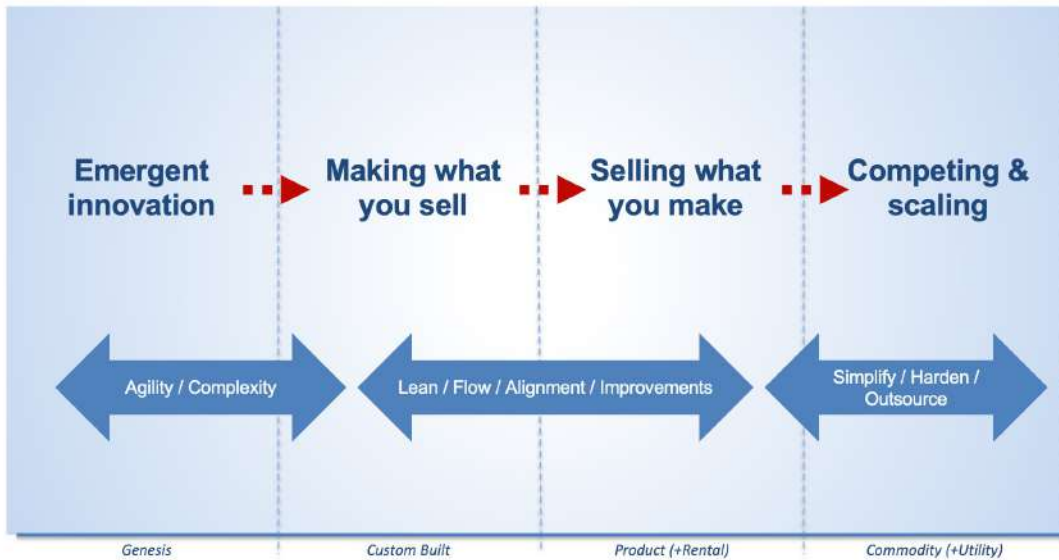 Emergent
innovation
Making what
you sell
Selling what
you make
Competing &
scaling
Agility / Complexity
Lean / Flow / Alignment / Improvements
Simplify / Harden /
Outsource
Genesis
Custom Built
Product (+Rental)
Commodity (+Utility)